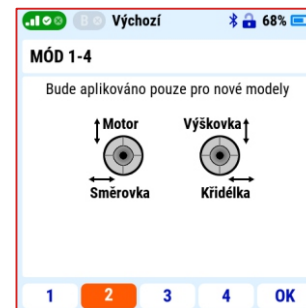 B Výchozí 68%
MÓD 1-4
Bude aplikováno pouze pro nové modely
Motor Výškovka
Směrovka Křidélka
1 2 3 4 OK